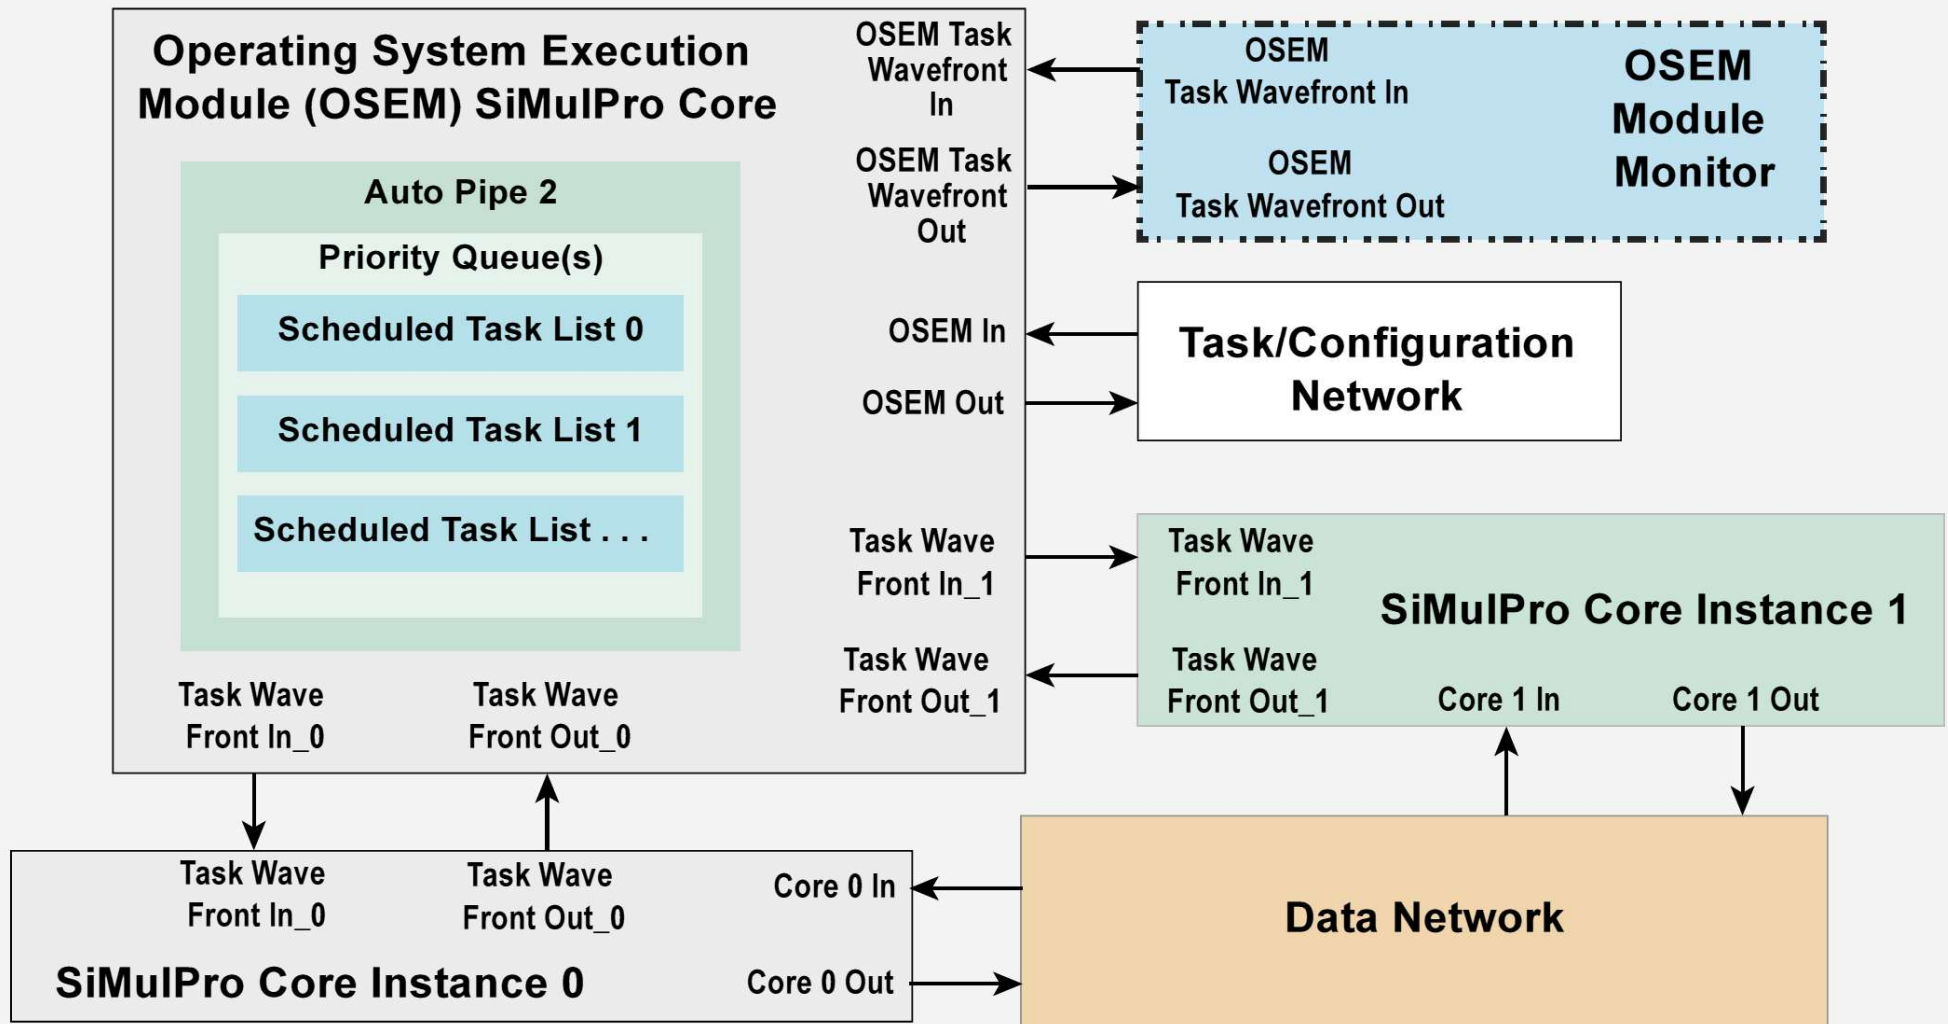 Operating System Execution
Module (OSEM) SiMulPro Core
Auto Pipe 2
Priority Queue(s)
Scheduled Task List 0
Scheduled Task List 1
Scheduled Task List . . .
OSEM Task
Wavefront
In
OSEM Task
Wavefront
Out
OSEM In
OSEM Out
Task Wave
Front In_1
Task Wave
Front Out_1
Task Wave
Front In_0
Task Wave
Front Out_0
OSEM
Task Wavefront In
OSEM
Task Wavefront Out
OSEM
Module
Monitor
Task/Configuration
Network
Task Wave
Front In_1
SiMulPro Core Instance 1
Task Wave
Front Out_1
Core 1 In
Core 1 Out
Task Wave
Front In_0
Task Wave
Front Out_0
Core 0 In
SiMulPro Core Instance 0
Core 0 Out
Data Network